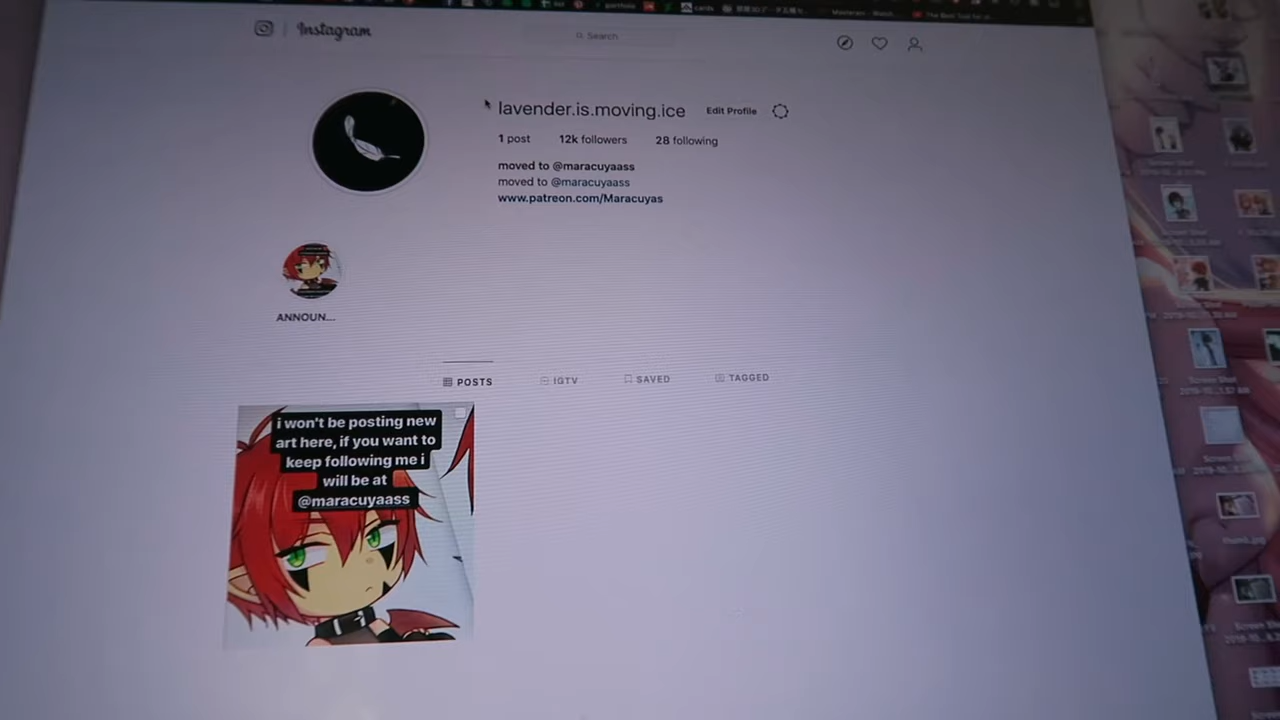 Instagram
Search
lavender.is.moving.ice
Edit Profile
1 post
12k followers
28 following
moved to @maracuyaass
moved to @maracuyaass
www.patreon.com/Maracuyas
ANNOUN...
POSTS
IGTV
SAVED
TAGGED
i won't be posting new
art here, if you want to
keep following me i
will be at
@maracuyaass